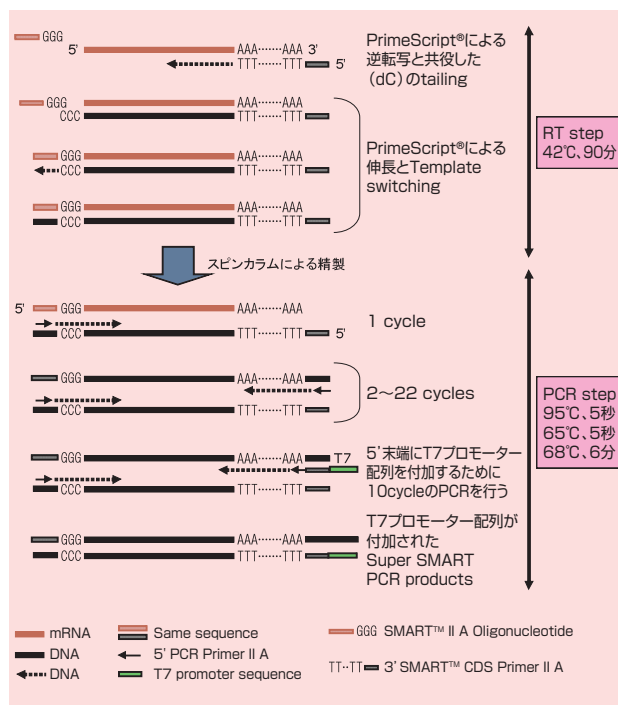 GGG
5’
AAA……AAA 3’
TTT……TTT 5’
PrimeScript®による
逆転写と共役した
（dC）のtailing
GGG
CCC
AAA……AAA
TTT……TTT
GGG
CCC
AAA……AAA
TTT……TTT
GGG
CCC
AAA……AAA
TTT……TTT
PrimeScript®による
伸長とTemplate
switching
RT step
42℃、90分
スピンカラムによる精製
5’ GGG AAA……AAA
CCC TTT……TTT 5’
1 cycle
GGG AAA……AAA
CCC TTT……TTT
2～22 cycles
PCR step
95℃、5秒
65℃、5秒
68℃、6分
GGG AAA……AAA T7
CCC TTT……TTT
5’末端にT7プロモーター
配列を付加するために
10cycleのPCRを行う
GGG AAA……AAA
CCC TTT……TTT
T7プロモーター配列が
付加された
Super SMART
PCR products
mRNA
DNA
DNA
Same sequence
5’ PCR Primer II A
T7 promoter sequence
GGG SMART™ II A Oligonucleotide
TT‥TT 3’ SMART™ CDS Primer II A